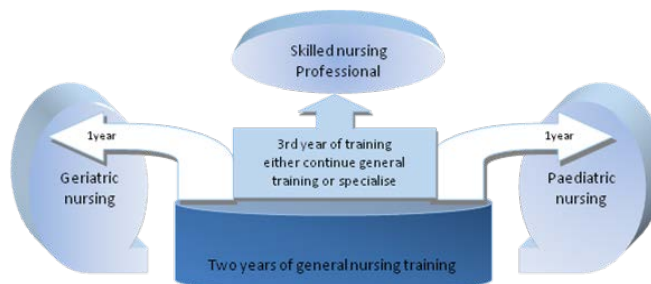 Skilled nursing
Professional
1year
3rd year of training
either continue general
training or specialise
1year
Geriatric
nursing
Paediatric
nursing
Two years of general nursing training